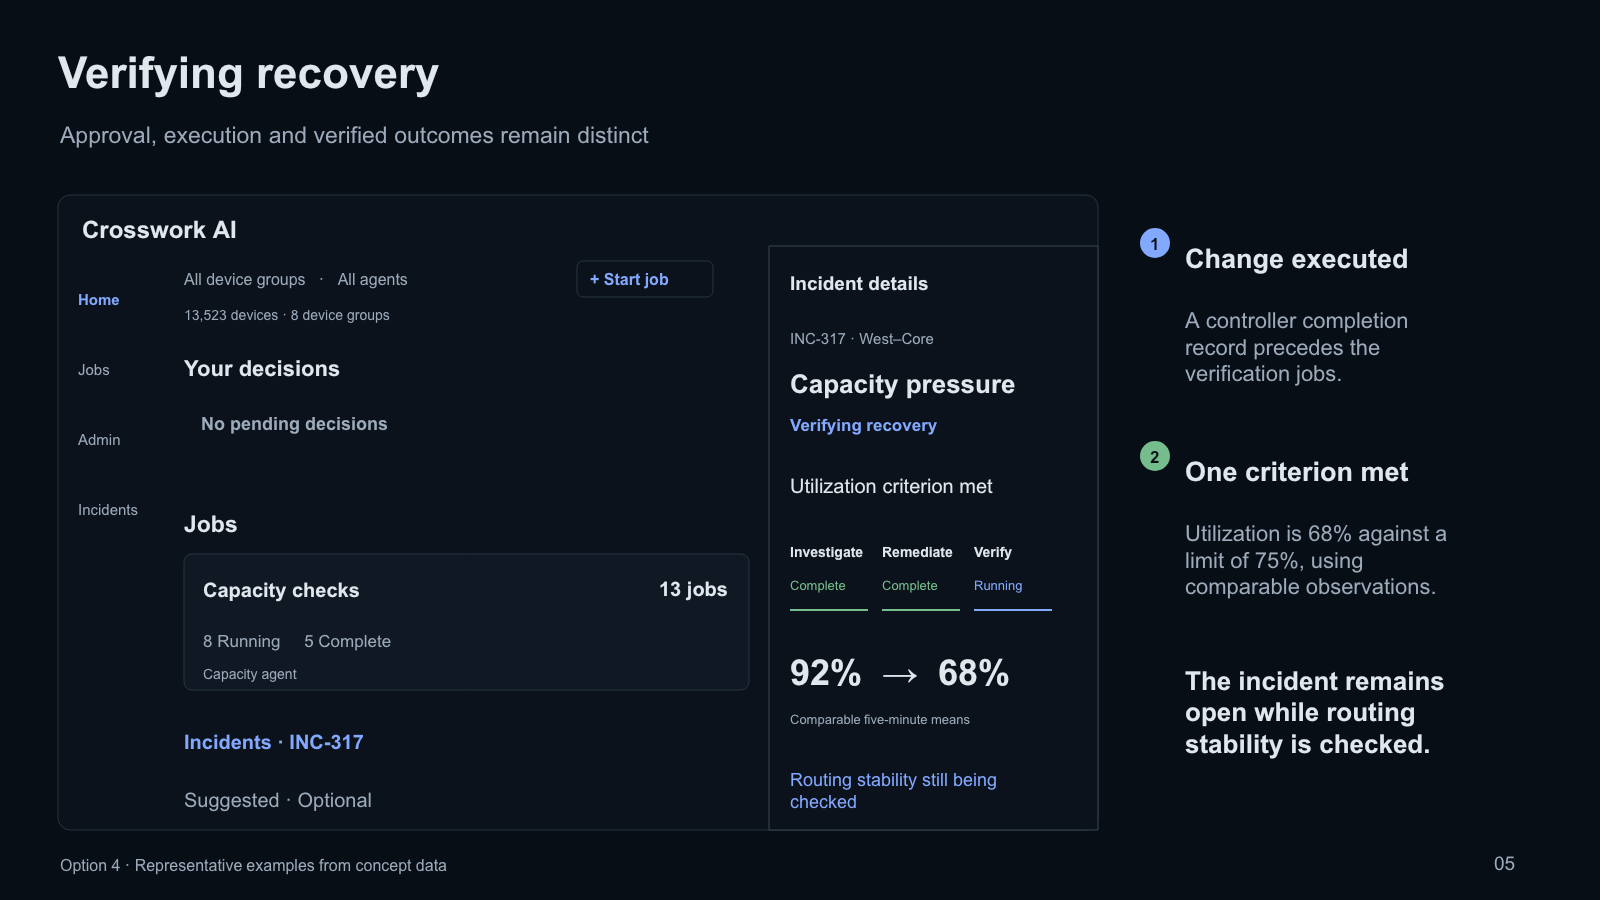 Verifying recovery
Approval, execution and verified outcomes remain distinct
Crosswork AI
Home
Jobs
Admin
Incidents
All device groups · All agents
+ Start job
13,523 devices · 8 device groups
Your decisions
No pending decisions
Jobs
Capacity checks
13 jobs
8 Running 5 Complete
Capacity agent
Incidents · INC-317
Suggested · Optional
Incident details
INC-317 · West–Core
Capacity pressure
Verifying recovery
Utilization criterion met
Investigate Remediate Verify
Complete Complete Running
92% → 68%
Comparable five-minute means
Routing stability still being
checked
1
Change executed
A controller completion
record precedes the
verification jobs.
2
One criterion met
Utilization is 68% against a
limit of 75%, using
comparable observations.
The incident remains
open while routing
stability is checked.
Option 4 · Representative examples from concept data
05